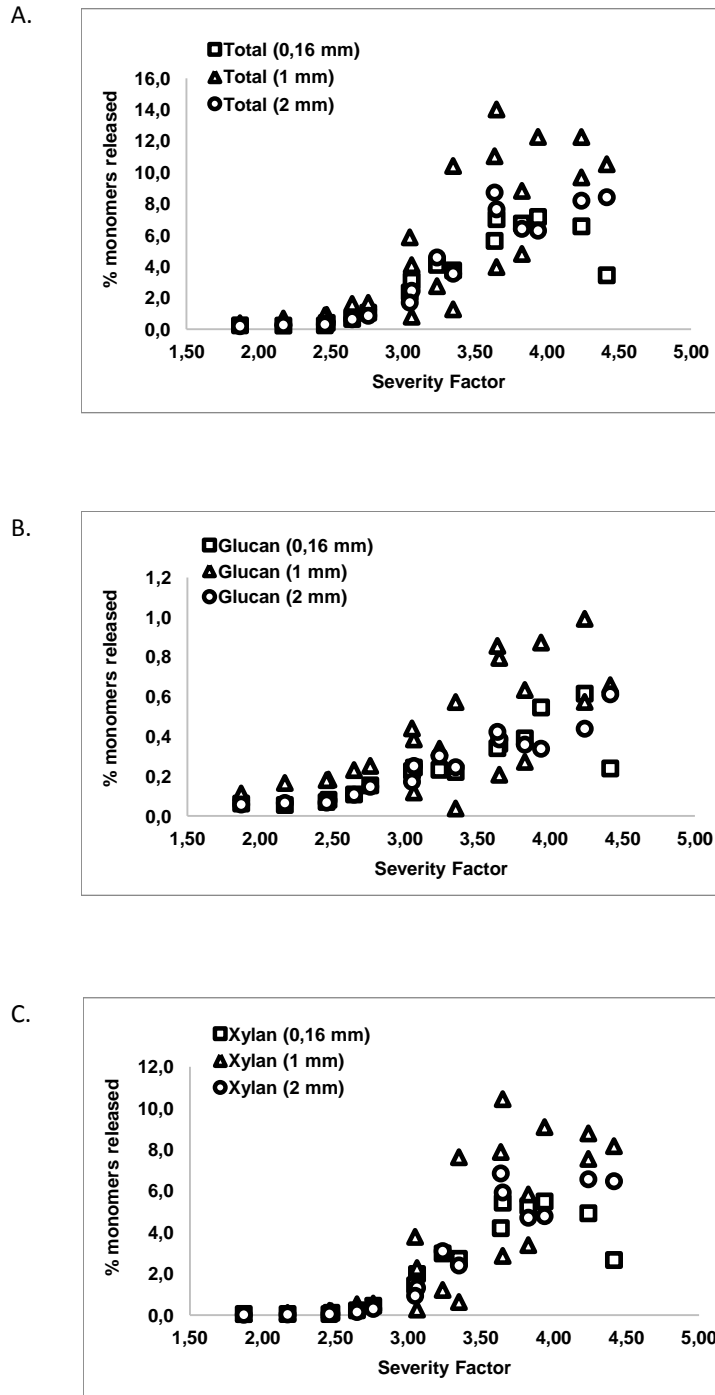 A.
Total (0,16 mm)
Total (1 mm)
Total (2 mm)
% monomers released
16,0
14,0
12,0
10,0
8,0
6,0
4,0
2,0
0,0
1,50 2,00 2,50 3,00 3,50 4,00 4,50 5,00
Severity Factor
B.
Glucan (0,16 mm)
Glucan (1 mm)
Glucan (2 mm)
% monomers released
1,2
1,0
0,8
0,6
0,4
0,2
0,0
1,50 2,00 2,50 3,00 3,50 4,00 4,50 5,00
Severity Factor
C.
Xylan (0,16 mm)
Xylan (1 mm)
Xylan (2 mm)
% monomers released
12,0
10,0
8,0
6,0
4,0
2,0
0,0
1,50 2,00 2,50 3,00 3,50 4,00 4,50 5,00
Severity Factor